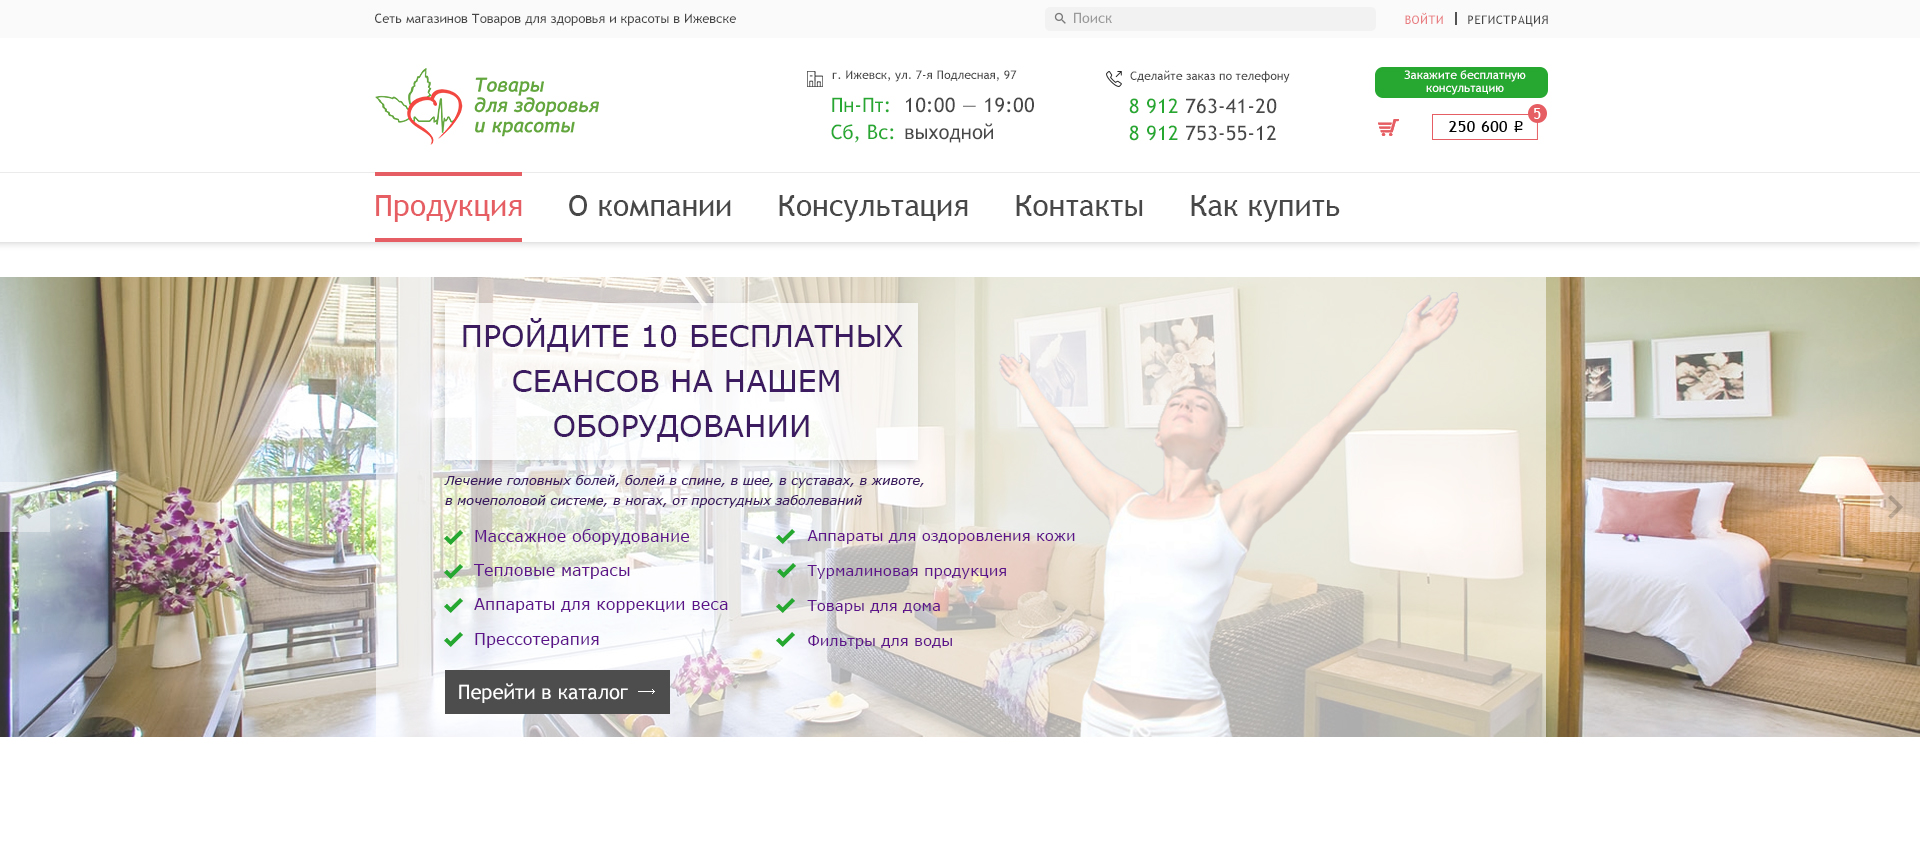 Сеть магазинов Товаров для здоровья и красоты в Ижевске
Поиск
ВОЙТИ | РЕГИСТРАЦИЯ
Товары
для здоровья
и красоты
г. Ижевск, ул. 7-я Подлесная, 97
Пн-Пт: 10:00 — 19:00
Сб, Вс: выходной
Сделайте заказ по телефону
8 912 763-41-20
8 912 753-55-12
Закажите бесплатную
консультацию
5
250 600 ₽
Продукция О компании Консультация Контакты Как купить
ПРОЙДИТЕ 10 БЕСПЛАТНЫХ
СЕАНСОВ НА НАШЕМ
ОБОРУДОВАНИИ
Лечение головных болей, болей в спине, в шее, в суставах, в животе,
в мочеполовой системе, в ногах, от простудных заболеваний
Массажное оборудование
Тепловые матрасы
Аппараты для коррекции веса
Прессотерапия
Аппараты для оздоровления кожи
Турмалиновая продукция
Товары для дома
Фильтры для воды
Перейти в каталог →